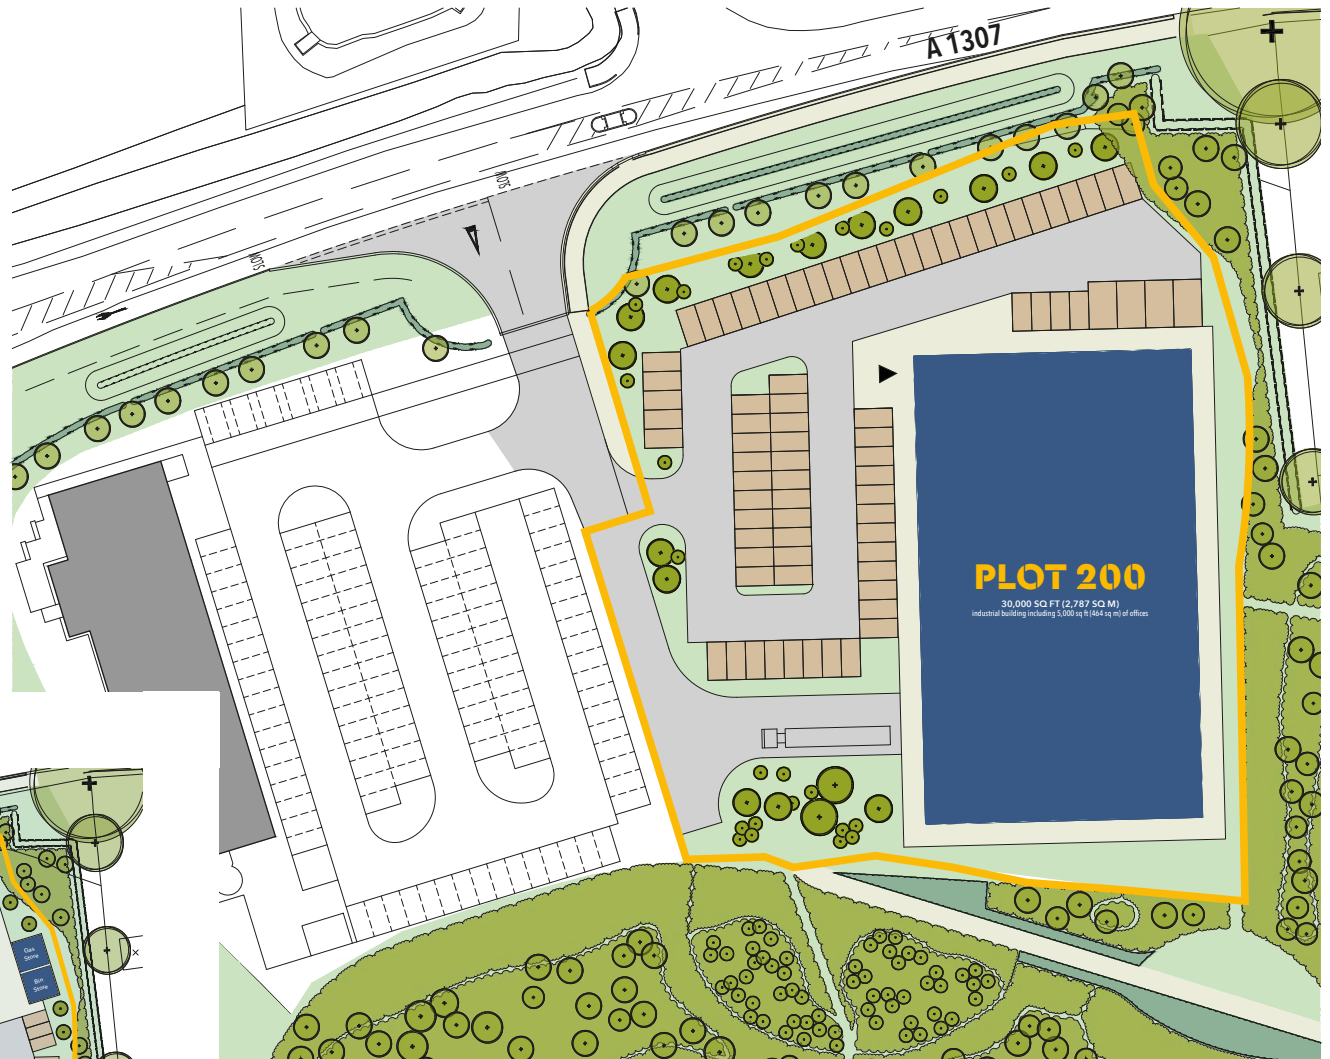 A 1307
SLOW
SLOW
PLOT 200
30,000 SQ FT (2,787 SQ M)
industrial building including 5,000 sq ft (464 sq m) of offices
Gas
Store
Bin
Store